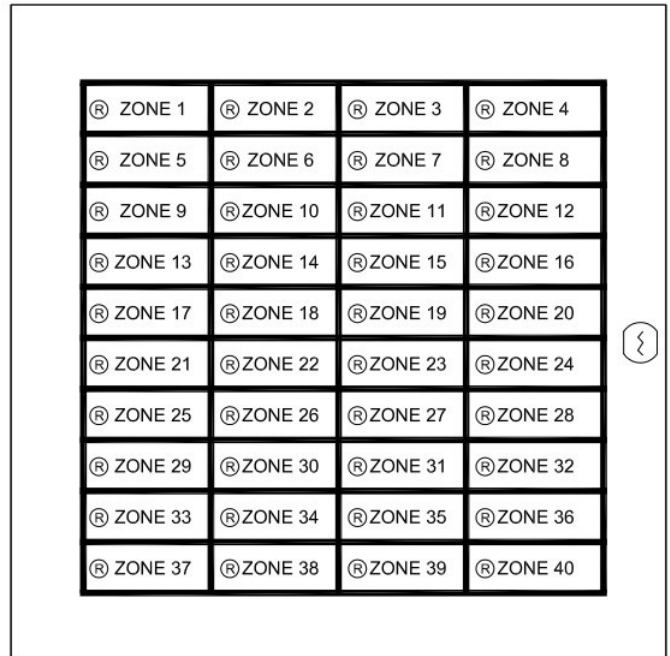 Ⓡ ZONE 1 Ⓡ ZONE 2 Ⓡ ZONE 3 Ⓡ ZONE 4
Ⓡ ZONE 5 Ⓡ ZONE 6 Ⓡ ZONE 7 Ⓡ ZONE 8
Ⓡ ZONE 9 Ⓡ ZONE 10 Ⓡ ZONE 11 Ⓡ ZONE 12
Ⓡ ZONE 13 Ⓡ ZONE 14 Ⓡ ZONE 15 Ⓡ ZONE 16
Ⓡ ZONE 17 Ⓡ ZONE 18 Ⓡ ZONE 19 Ⓡ ZONE 20
Ⓡ ZONE 21 Ⓡ ZONE 22 Ⓡ ZONE 23 Ⓡ ZONE 24
Ⓡ ZONE 25 Ⓡ ZONE 26 Ⓡ ZONE 27 Ⓡ ZONE 28
Ⓡ ZONE 29 Ⓡ ZONE 30 Ⓡ ZONE 31 Ⓡ ZONE 32
Ⓡ ZONE 33 Ⓡ ZONE 34 Ⓡ ZONE 35 Ⓡ ZONE 36
Ⓡ ZONE 37 Ⓡ ZONE 38 Ⓡ ZONE 39 Ⓡ ZONE 40